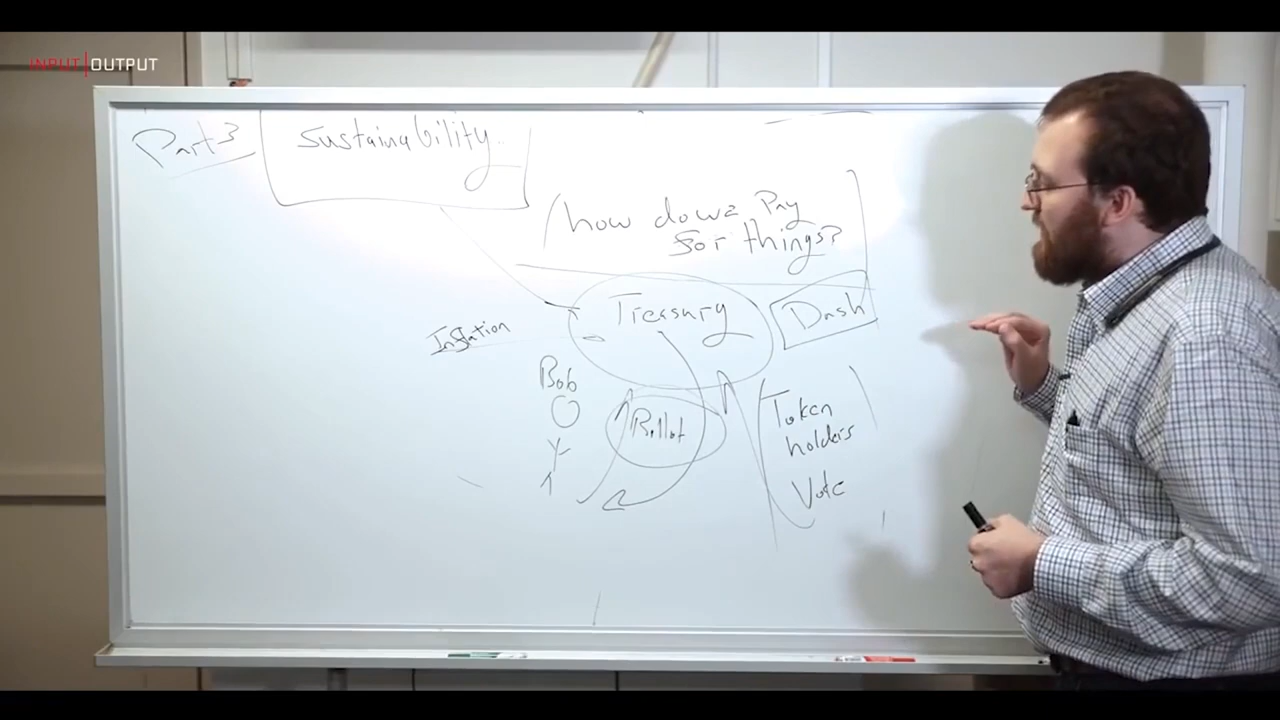 INPUT|OUTPUT
Part 3
Sustainability..
how do we Pay
for things?
Treasury
Dash
Inflation
Bob
Ballot
Token
holders
Vote